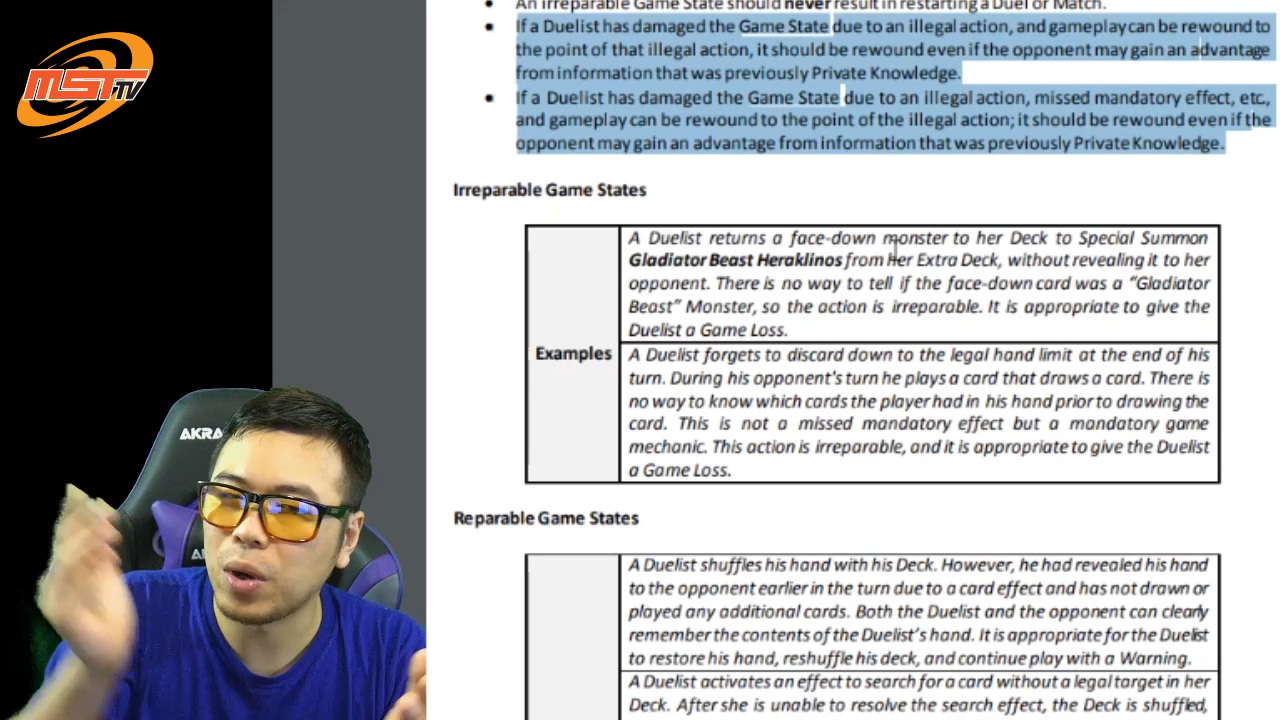 MST TV
An irreparable Game State should never result in restarting a Duel or Match.
If a Duelist has damaged the Game State due to an illegal action, and gameplay can be rewound to
the point of that illegal action, it should be rewound even if the opponent may gain an advantage
from information that was previously Private Knowledge.
If a Duelist has damaged the Game State due to an illegal action, missed mandatory effect, etc.,
and gameplay can be rewound to the point of the illegal action; it should be rewound even if the
opponent may gain an advantage from information that was previously Private Knowledge.
Irreparable Game States
Examples
A Duelist returns a face-down monster to her Deck to Special Summon
Gladiator Beast Heraklinos from her Extra Deck, without revealing it to her
opponent. There is no way to tell if the face-down card was a “Gladiator
Beast” Monster, so the action is irreparable. It is appropriate to give the
Duelist a Game Loss.
A Duelist forgets to discard down to the legal hand limit at the end of his
turn. During his opponent's turn he plays a card that draws a card. There is
no way to know which cards the player had in his hand prior to drawing the
card. This is not a missed mandatory effect but a mandatory game
mechanic. This action is irreparable, and it is appropriate to give the Duelist
a Game Loss.
AKRA
Reparable Game States
A Duelist shuffles his hand with his Deck. However, he had revealed his hand
to the opponent earlier in the turn due to a card effect and has not drawn or
played any additional cards. Both the Duelist and the opponent can clearly
remember the contents of the Duelist’s hand. It is appropriate for the Duelist
to restore his hand, reshuffle his deck, and continue play with a Warning.
A Duelist activates an effect to search for a card without a legal target in her
Deck. After she is unable to resolve the search effect, the Deck is shuffled,